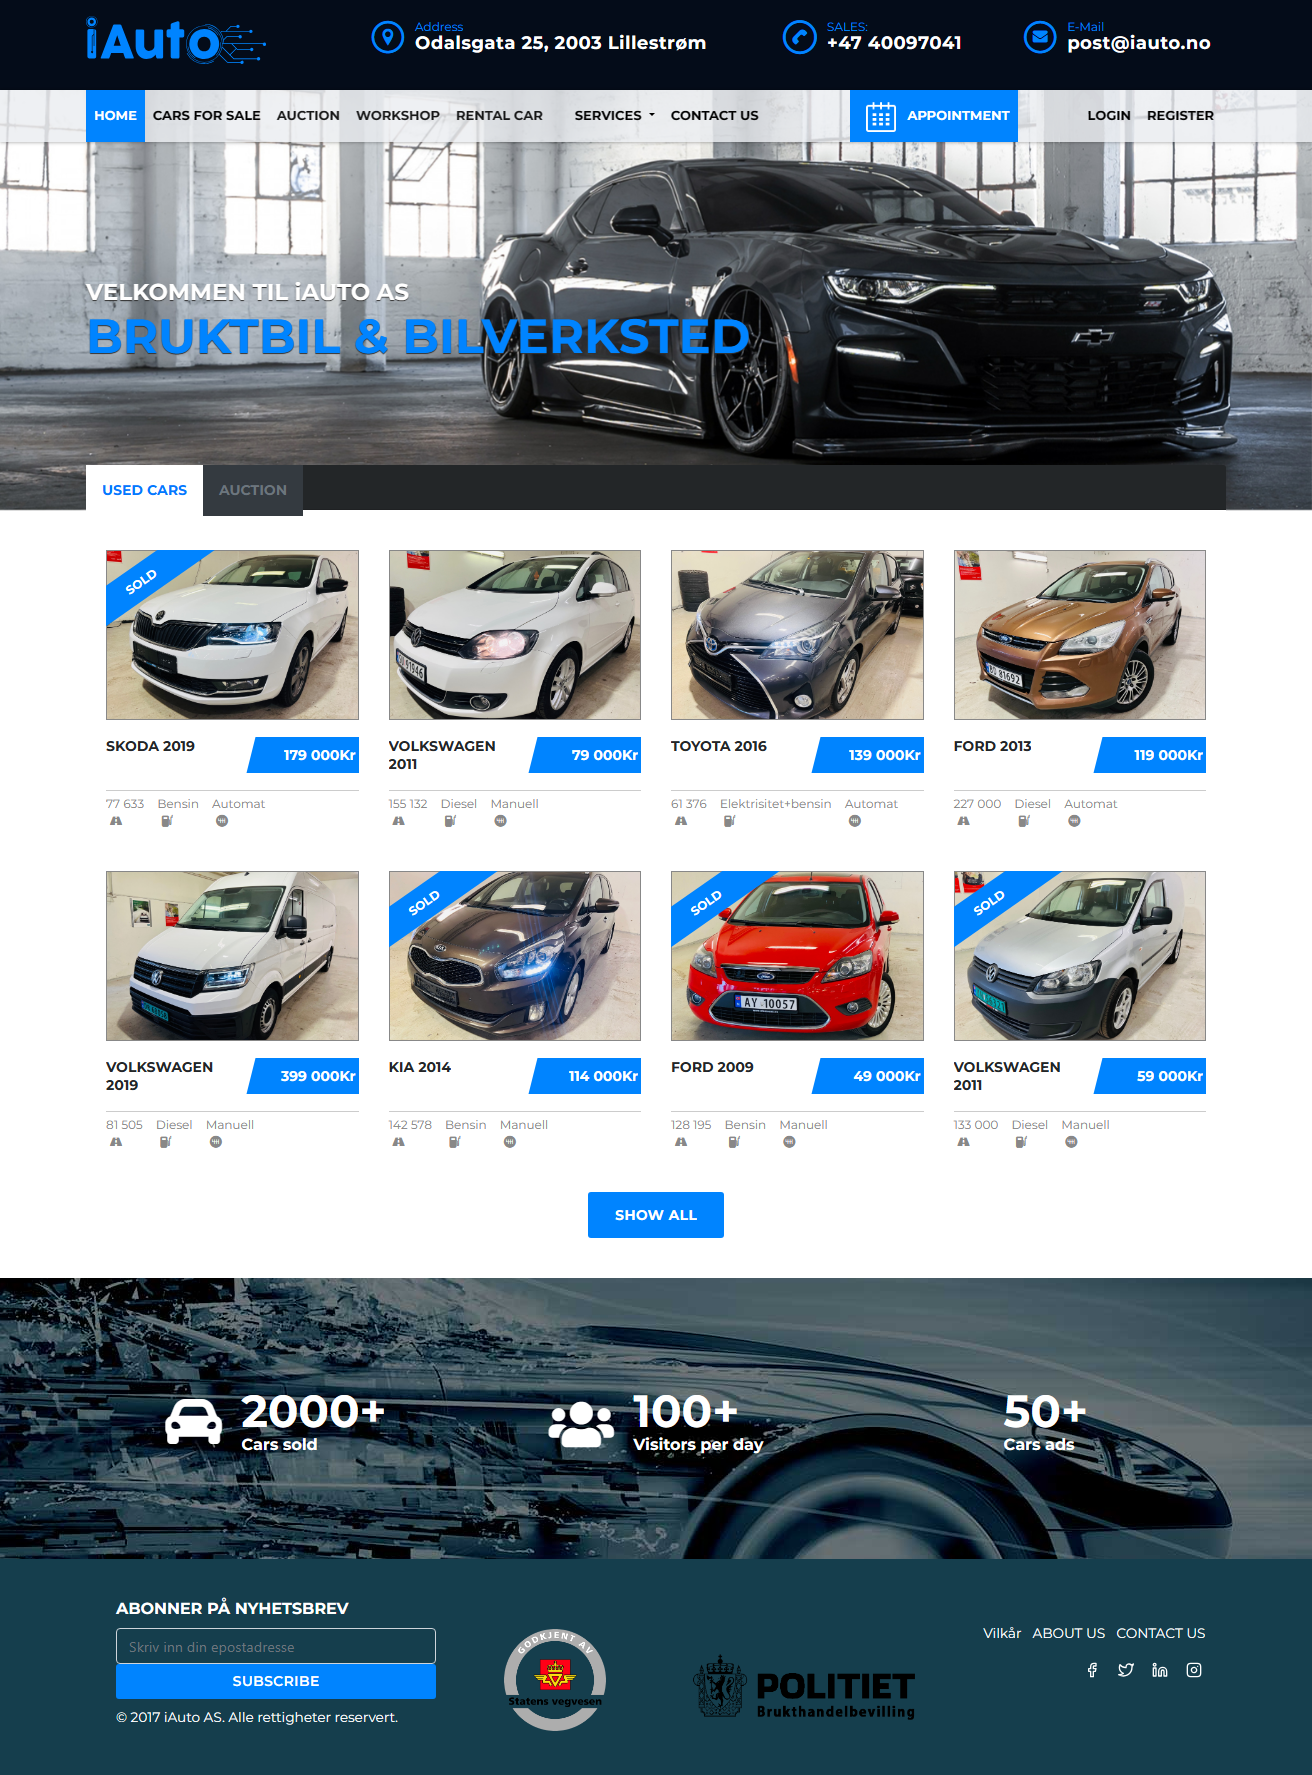 iAuto
Address
Odalsgata 25, 2003 Lillestrøm
SALES:
+47 40097041
E-Mail
post@iauto.no
HOME CARS FOR SALE AUCTION WORKSHOP RENTAL CAR SERVICES CONTACT US APPOINTMENT LOGIN REGISTER
VELKOMMEN TIL iAUTO AS
BRUKTBIL & BILVERKSTED
USED CARS AUCTION
SOLD
BD 81692
SKODA 2019
179 000Kr
77 633 Bensin Automat
VOLKSWAGEN
2011
79 000Kr
155 132 Diesel Manuell
TOYOTA 2016
139 000Kr
61 376 Elektrisitet+bensin Automat
FORD 2013
119 000Kr
227 000 Diesel Automat
SOLD
SOLD
AY 10057
SOLD
VOLKSWAGEN
2019
399 000Kr
81 505 Diesel Manuell
KIA 2014
114 000Kr
142 578 Bensin Manuell
FORD 2009
49 000Kr
128 195 Bensin Manuell
VOLKSWAGEN
2011
59 000Kr
133 000 Diesel Manuell
SHOW ALL
2000+
Cars sold
100+
Visitors per day
50+
Cars ads
ABONNER PÅ NYHETSBREV
Skriv inn din epostadresse
SUBSCRIBE
© 2017 iAuto AS. Alle rettigheter reservert.
GODKJENT AV
Statens vegvesen
POLITIET
Brukthandelbevilling
Vilkår ABOUT US CONTACT US